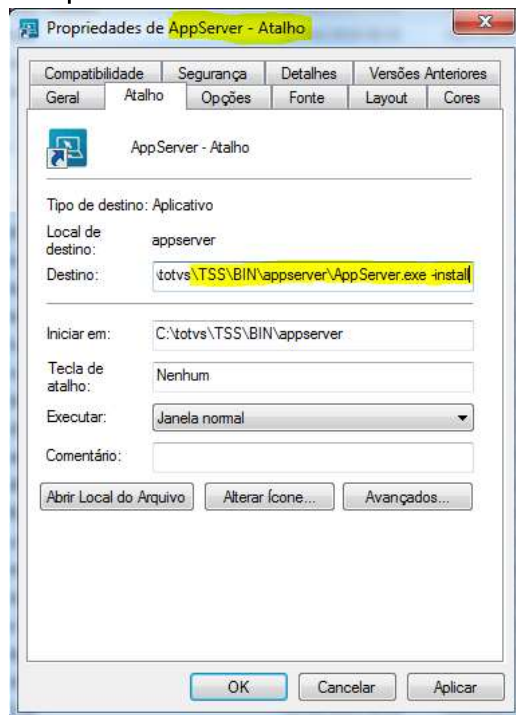 Propriedades de AppServer - Atalho
Compatibilidade Segurança Detalhes Versões Anteriores
Geral Atalho Opções Fonte Layout Cores
AppServer - Atalho
Tipo de destino: Aplicativo
Local de destino: appserver
Destino: \totvs\TSS\BIN\appserver\AppServer.exe -install
Iniciar em: C:\totvs\TSS\BIN\appserver
Tecla de atalho: Nenhum
Executar: Janela normal
Comentário:
Abrir Local do Arquivo Alterar Ícone... Avançados...
OK Cancelar Aplicar